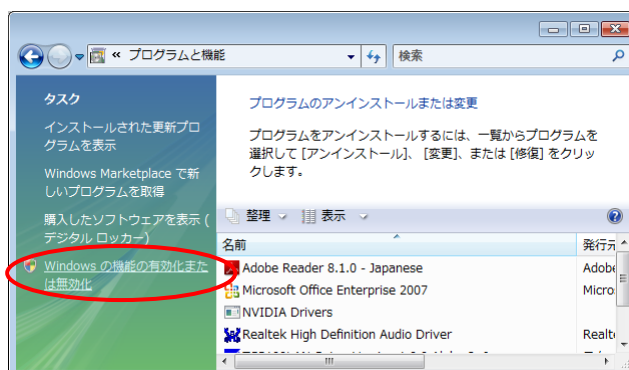 « プログラムと機能
検索
タスク
インストールされた更新プロ
グラムを表示
Windows Marketplace で新
しいプログラムを取得
購入したソフトウェアを表示 (
デジタル ロッカー)
Windows の機能の有効化また
は無効化
プログラムのアンインストールまたは変更
プログラムをアンインストールするには、一覧からプログラムを
選択して [アンインストール]、[変更]、または [修復] をクリッ
クします。
整理 表示
名前 発行元
Adobe Reader 8.1.0 - Japanese Adobe
Microsoft Office Enterprise 2007 Micro
NVIDIA Drivers
Realtek High Definition Audio Driver Realt